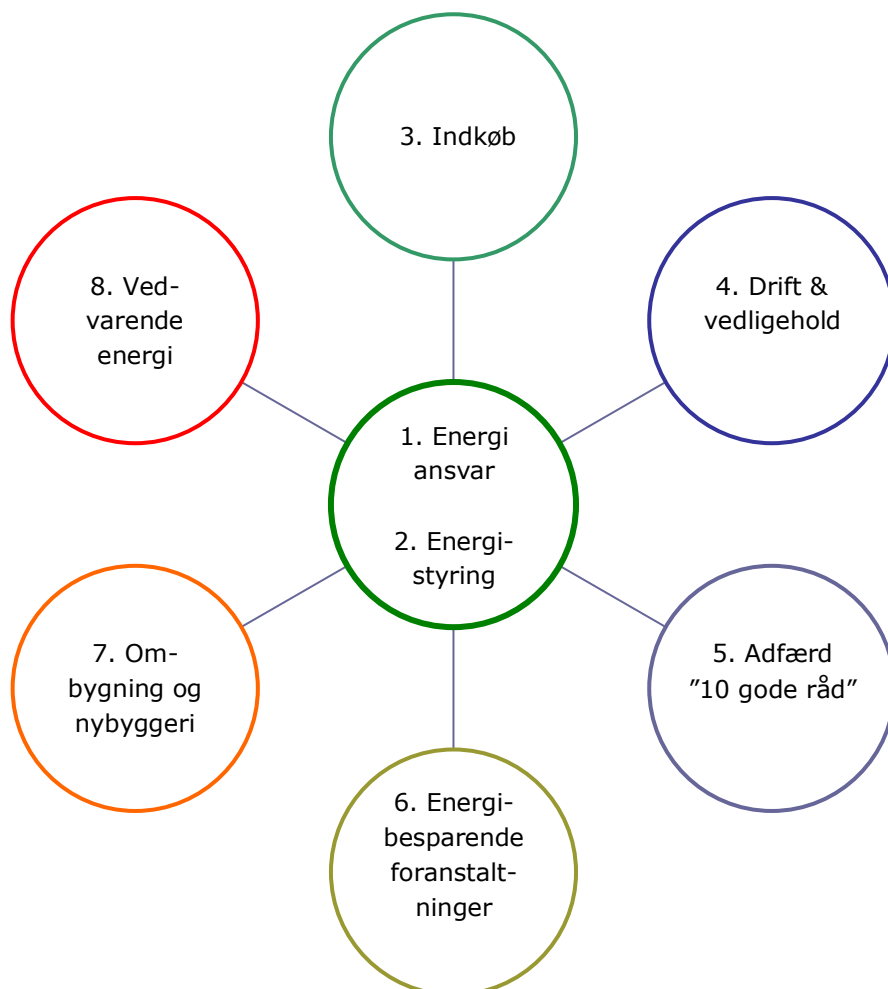 3. Indkøb
8. Ved-
varende
energi
4. Drift &
vedligehold
1. Energi
ansvar
2. Energi-
styring
7. Om-
bygning og
nybyggeri
5. Adfærd
”10 gode råd”
6. Energi-
besparende
foranstalt-
ninger